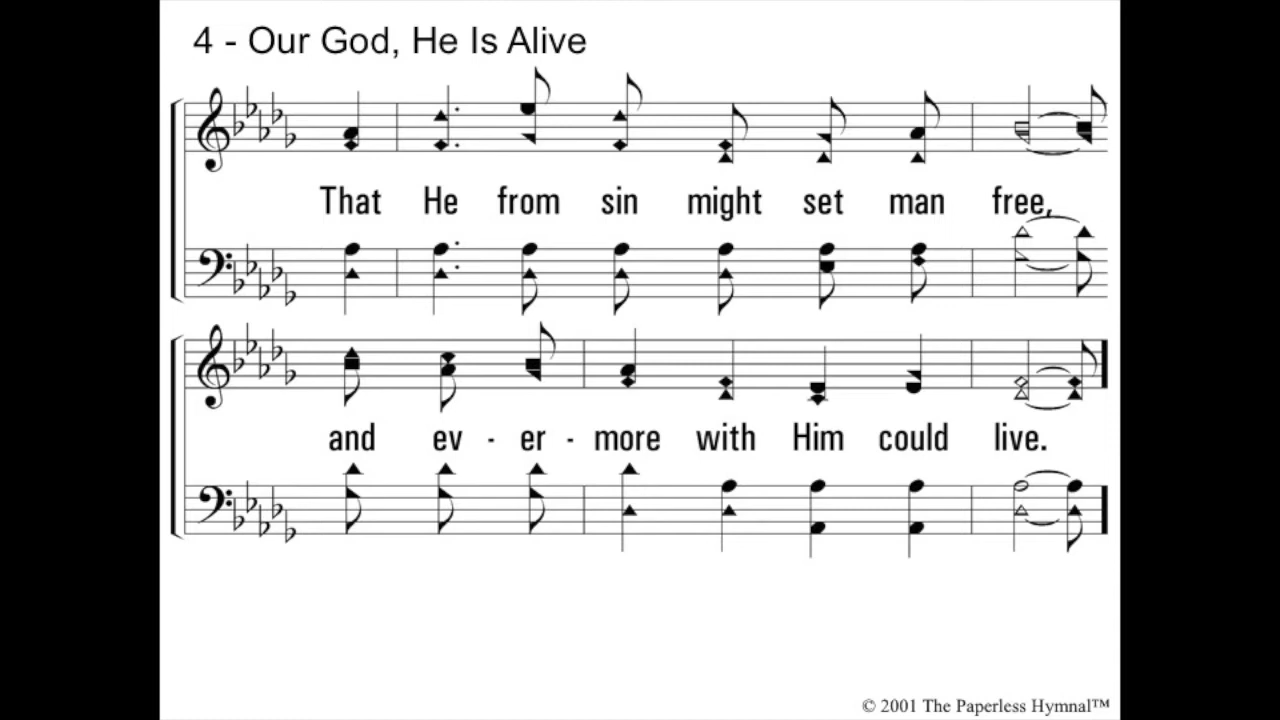 4 - Our God, He Is Alive
That He from sin might set man free,
and ev - er - more with Him could live.
© 2001 The Paperless Hymnal™